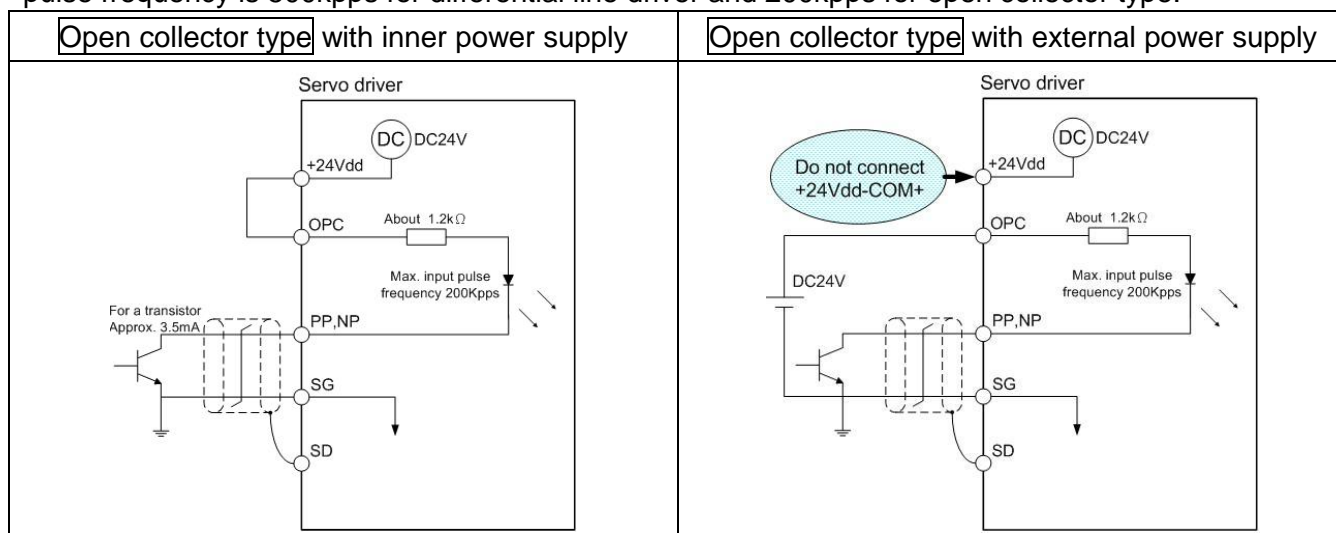 pulse frequency is 500Kpps for differential line driver and 200Kpps for open collector type.
Open collector type with inner power supply
Servo driver
DC DC24V
+24Vdd
OPC
About 1.2kΩ
Max. input pulse
frequency 200Kpps
For a transistor
Approx. 3.5mA
PP,NP
SG
SD
Open collector type with external power supply
Servo driver
DC DC24V
Do not connect
+24Vdd-COM+
+24Vdd
OPC
About 1.2kΩ
DC24V
Max. input pulse
frequency 200Kpps
PP,NP
SG
SD